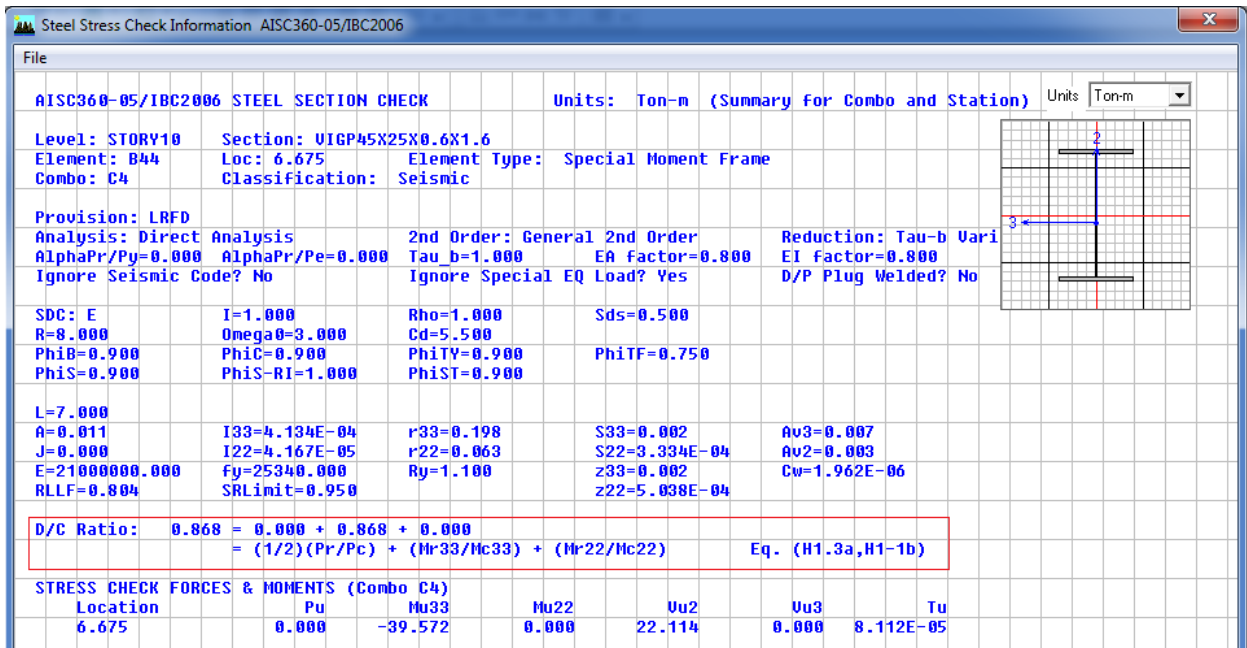 Steel Stress Check Information AISC360-05/IBC2006
X
File
AISC360-05/IBC2006 STEEL SECTION CHECK Units: Ton-m (Summary for Combo and Station) Units Ton-m
Level: STORY10 Section: VIGP45X25X0.6X1.6
Element: B44 Loc: 6.675 Element Type: Special Moment Frame
Combo: C4 Classification: Seismic
2
3
Provision: LRFD
Analysis: Direct Analysis 2nd Order: General 2nd Order Reduction: Tau-b Vari
AlphaPr/Py=0.000 AlphaPr/Pe=0.000 Tau_b=1.000 EA factor=0.800 EI factor=0.800
Ignore Seismic Code? No Ignore Special EQ Load? Yes D/P Plug Welded? No
SDC: E I=1.000 Rho=1.000 Sds=0.500
R=8.000 Omega0=3.000 Cd=5.500
PhiB=0.900 PhiC=0.900 PhiTY=0.900 PhiTF=0.750
PhiS=0.900 PhiS-RI=1.000 PhiST=0.900
L=7.000
A=0.011 I33=4.134E-04 r33=0.198 S33=0.002 Av3=0.007
J=0.000 I22=4.167E-05 r22=0.063 S22=3.334E-04 Av2=0.003
E=21000000.000 fy=25340.000 Ry=1.100 z33=0.002 Cw=1.962E-06
RLLF=0.804 SRLimit=0.950 z22=5.038E-04
D/C Ratio: 0.868 = 0.000 + 0.868 + 0.000
= (1/2)(Pr/Pc) + (Mr33/Mc33) + (Mr22/Mc22) Eq. (H1.3a,H1-1b)
STRESS CHECK FORCES & MOMENTS (Combo C4)
Location Pu Mu33 Mu22 Vu2 Vu3 Tu
6.675 0.000 -39.572 0.000 22.114 0.000 8.112E-05